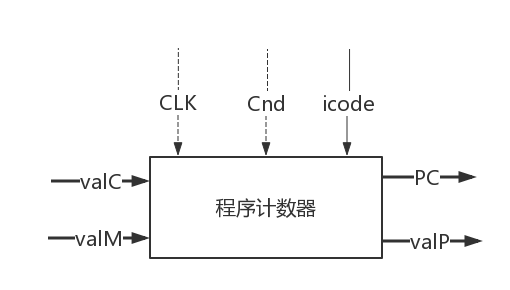 CLK Cnd icode
valC 程序计数器 PC
valM valP